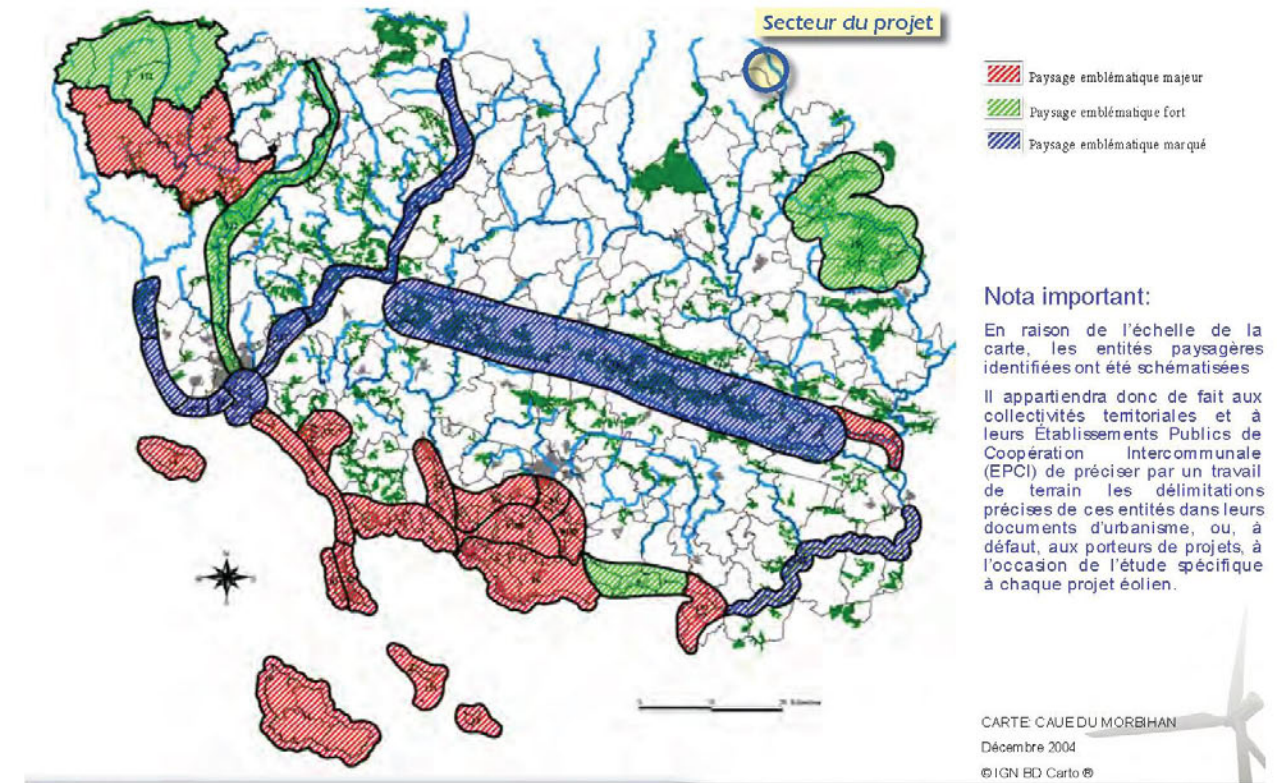 Secteur du projet
Paysage emblématique majeur
Paysage emblématique fort
Paysage emblématique marqué
Nota important:
En raison de l'échelle de la
carte, les entités paysagères
identifiées ont été schématisées
Il appartiendra donc de fait aux
collectivités territoriales et à
leurs Établissements Publics de
Coopération Intercommunale
(EPCI) de préciser par un travail
de terrain les délimitations
précises de ces entités dans leurs
documents d'urbanisme, ou, à
défaut, aux porteurs de projets, à
l'occasion de l'étude spécifique
à chaque projet éolien.
CARTE: CAUE DU MORBIHAN
Décembre 2004
© IGN BD Carto ®